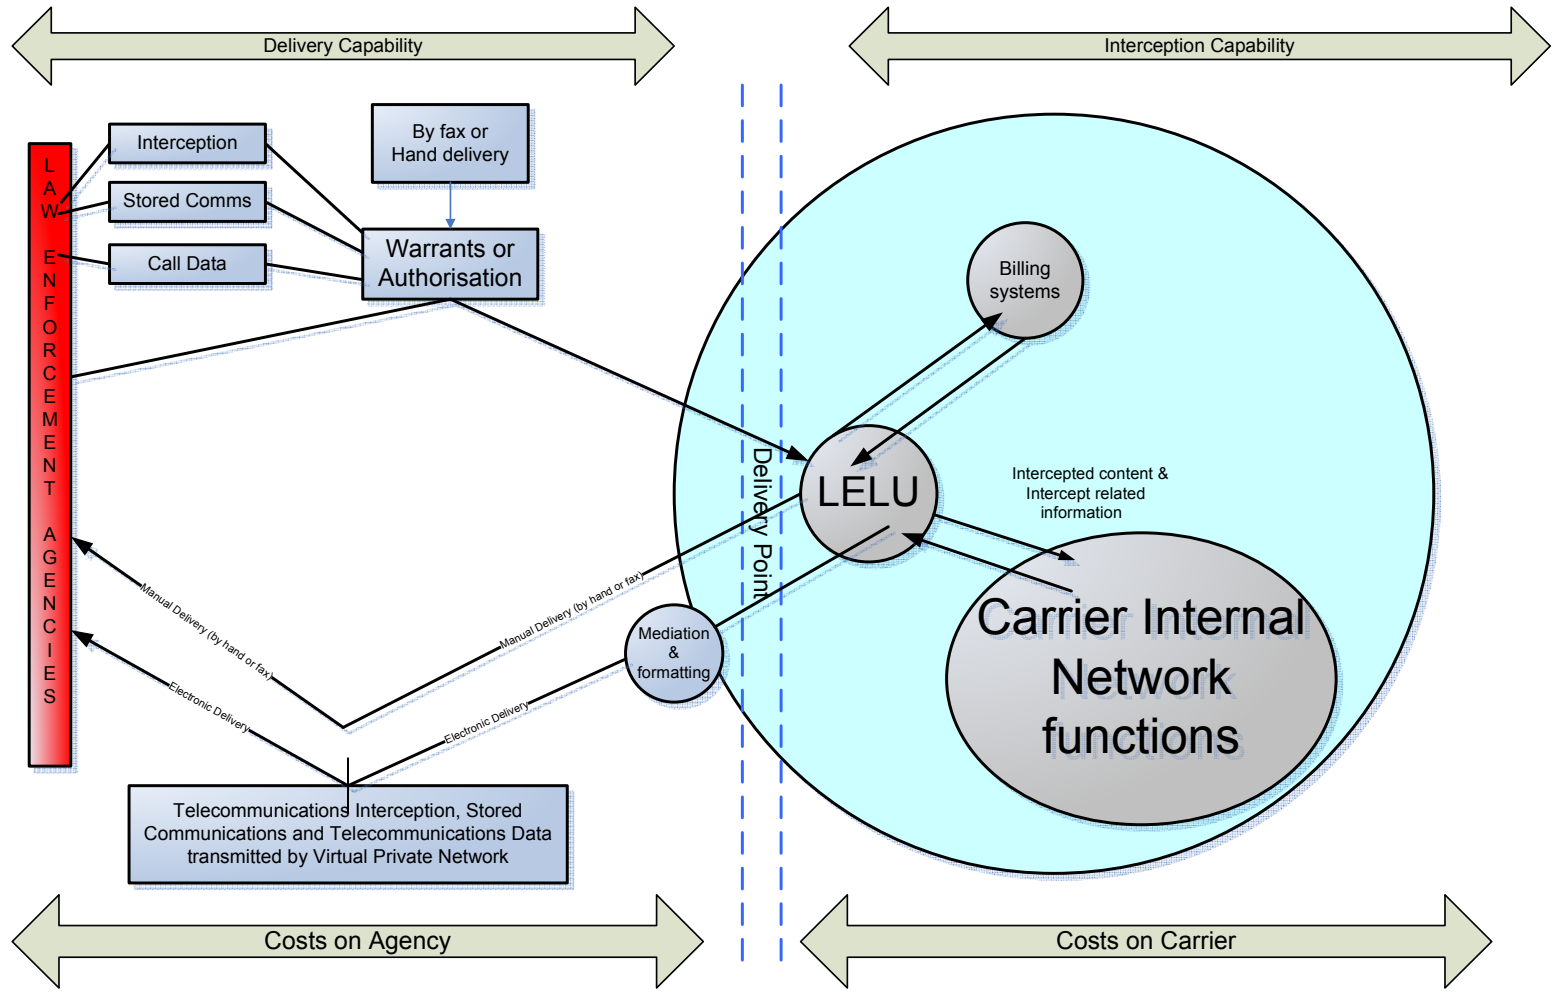 Delivery Capability
Interception Capability
LAW ENFORCEMENT AGENCIES
Interception
Stored Comms
Call Data
By fax or
Hand delivery
Warrants or
Authorisation
Billing
systems
Delivery Point
LELU
Intercepted content &
Intercept related
information
Carrier Internal
Network
functions
Manual Delivery (by hand or fax)
Manual Delivery (by hand or fax)
Mediation
&
formatting
Electronic Delivery
Electronic Delivery
Telecommunications Interception, Stored
Communications and Telecommunications Data
transmitted by Virtual Private Network
Costs on Agency
Costs on Carrier